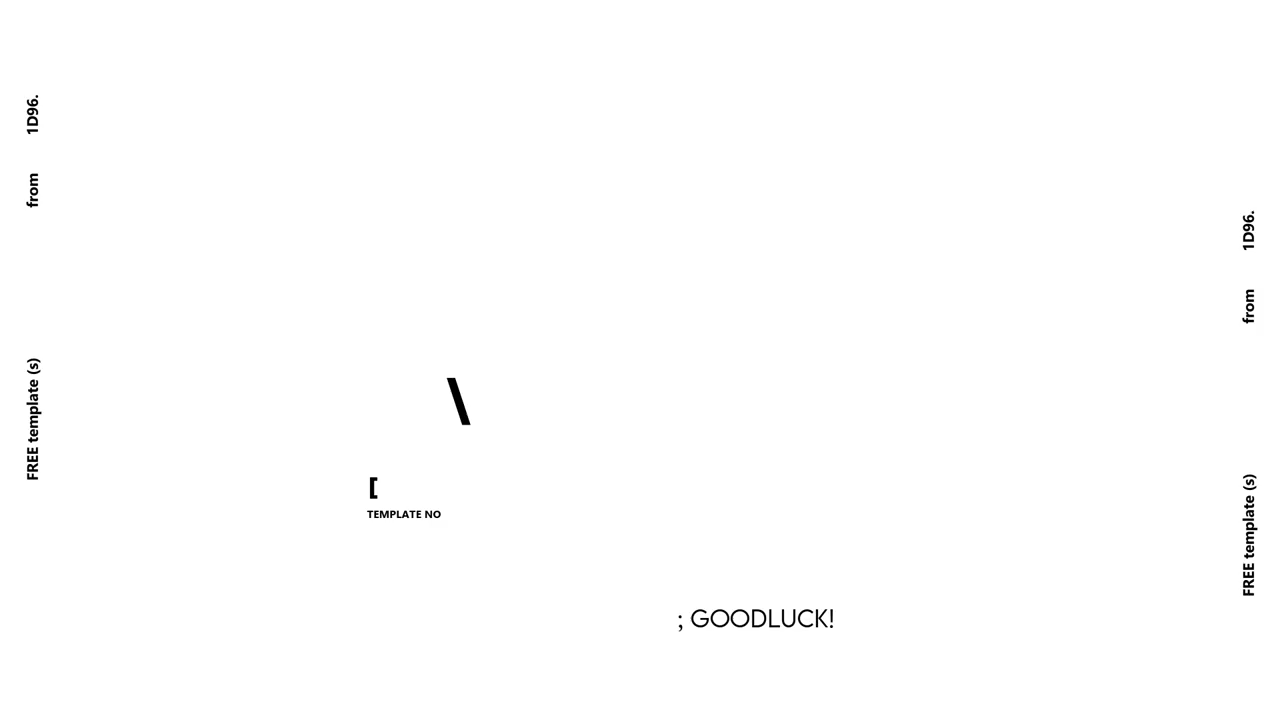 FREE template (s) from 1D96.
\
[
TEMPLATE NO
; GOODLUCK!
FREE template (s) from 1D96.